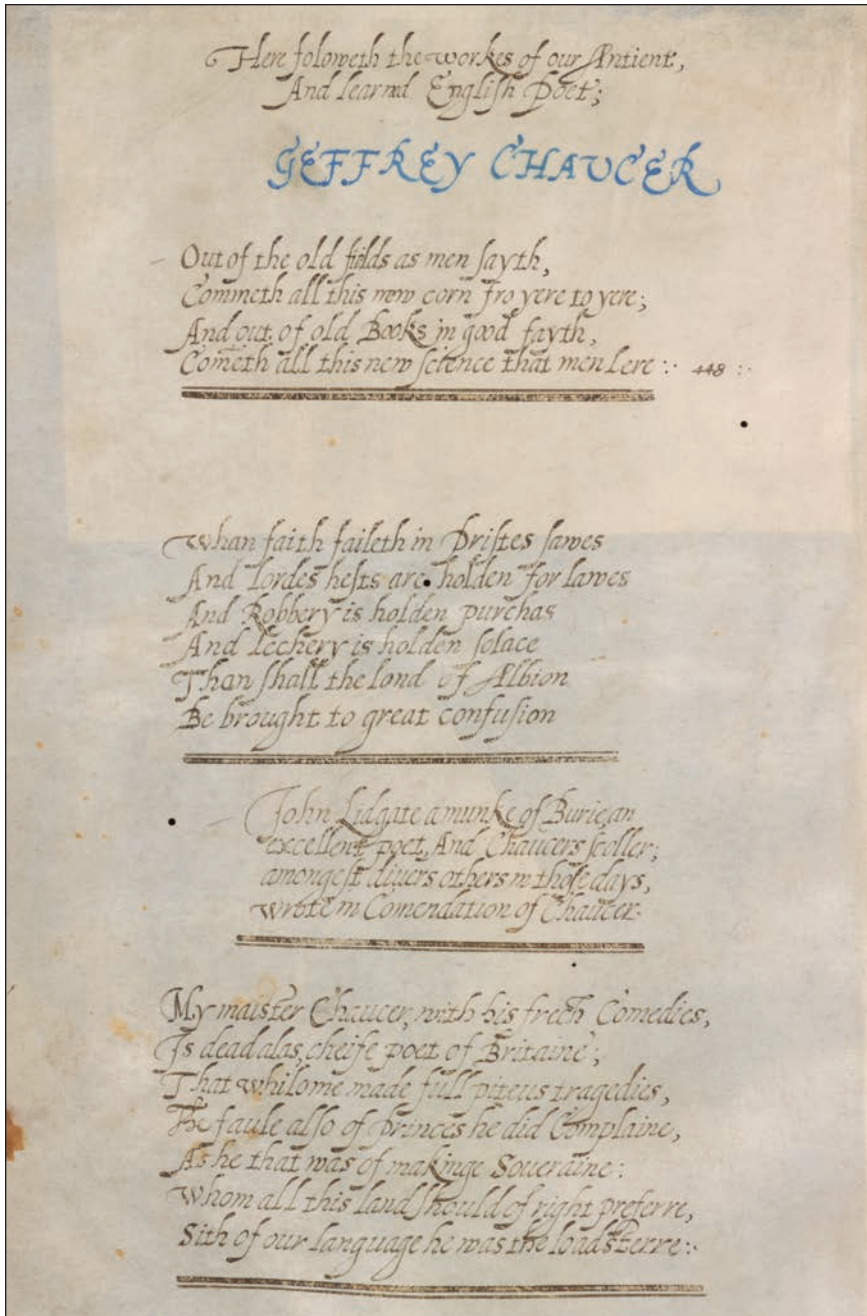 Here foloweth the workes of our Antient,
And learnd English Poet;
GEFFREY CHAUCER
Out of the old fields as men sayth,
Commeth all this new corn fro yere to yere;
And out of old Books in good fayth,
Cometh all this new science that men Lere :· 448 :·
Whan faith faileth in Pristes sawes
And Lordes hests are holden for lawes
And Robbery is holden purchas
And Lechery is holden solace
Than shall the lond of Albion
Be brought to great confusion
John Lidgate a munke of Burie, an
excellent poet, And Chaucers scoller;
amongest divers others in those days,
wrote in Comendation of Chaucer.
My maister Chaucer, with his fresh Comedies,
Is dead alas, cheife poet of Britaine;
That whilome made full piteus tragedies,
The faule also of princes he did Complaine,
As he that was of makinge Soveraine:
Whom all this land should of right preferre,
Sith of our language he was the loadsterre :·